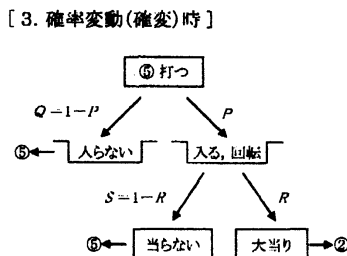 [ 3. 確率変動(確変)時 ]
⑤ 打つ
Q=1-P
P
⑤
入らない
入る, 回転
S=1-R
R
⑤
当らない
大当り
②